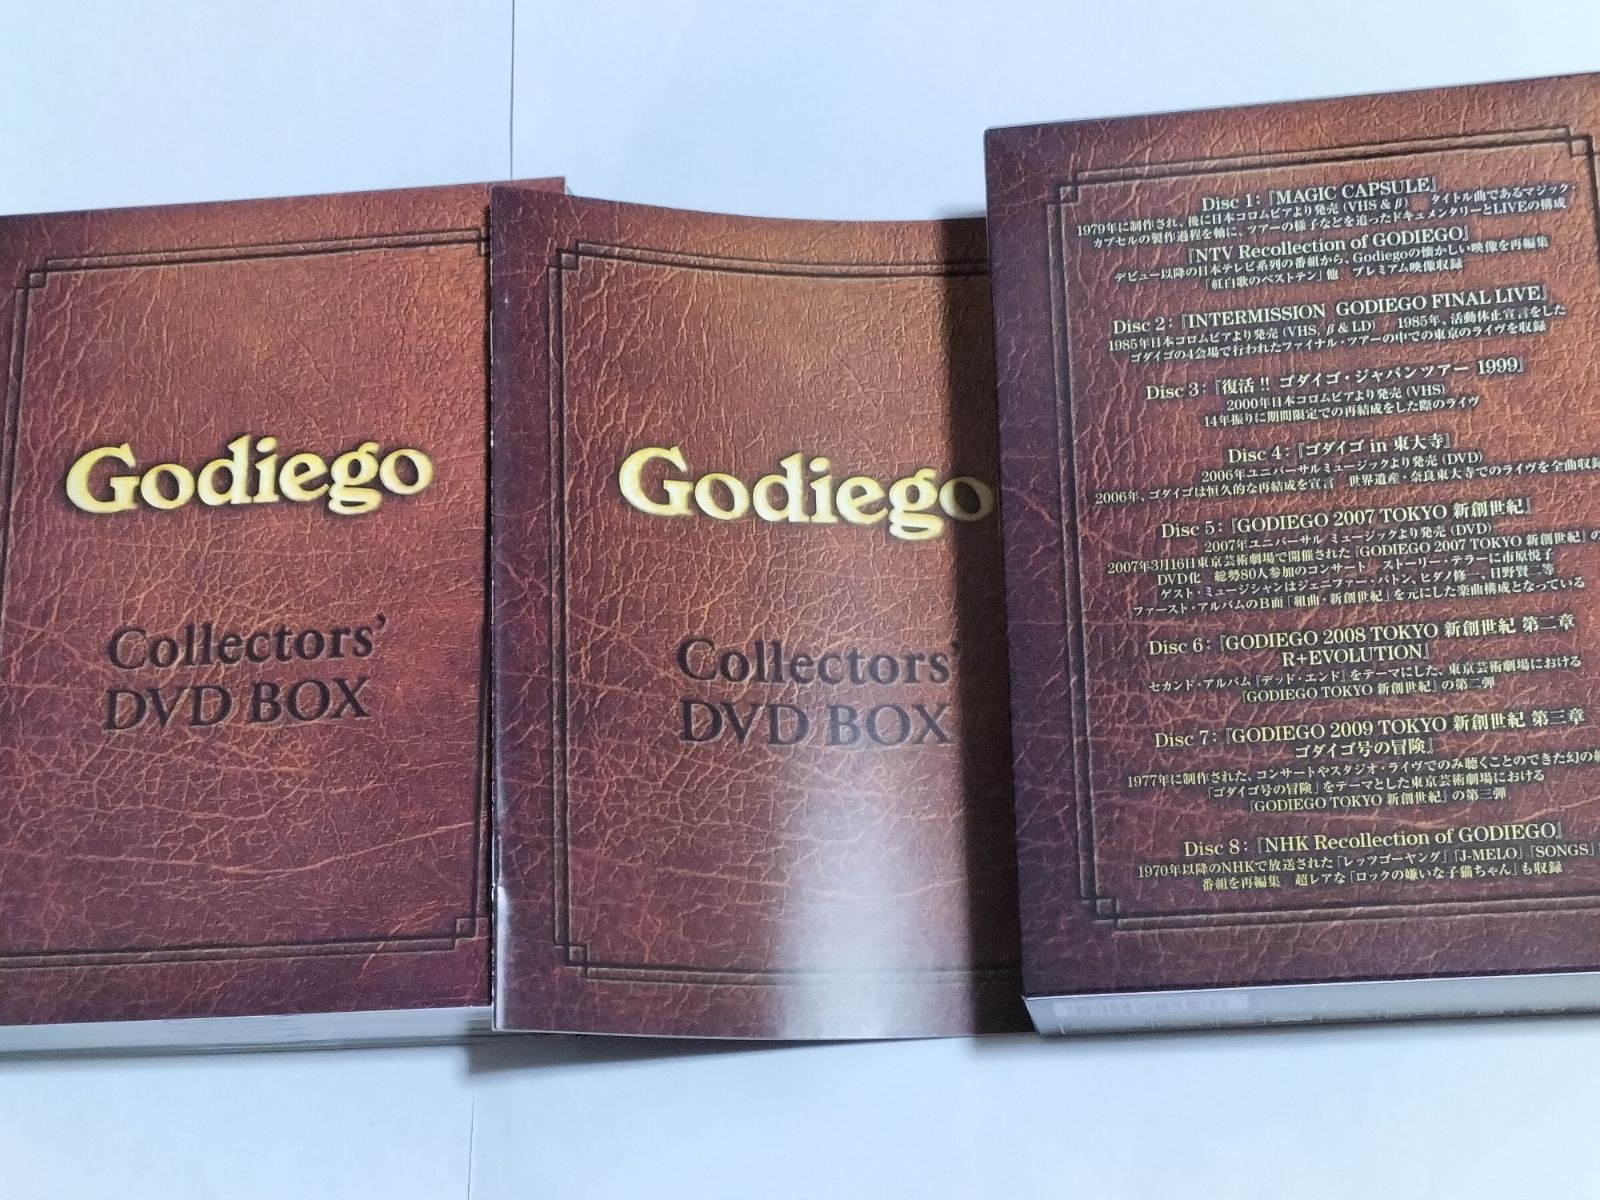 Godiego
Collectors'
DVD BOX
Godiego
Collectors'
DVD BOX
Disc 1：『MAGIC CAPSULE』
1979年に制作され、後に日本コロムビアより発売 (VHS & β)　タイトル曲であるマジック・
カプセルの製作過程を軸に、ツアーの様子などを追ったドキュメンタリーとLIVEの構成
『NTV Recollection of GODIEGO』
デビュー以降の日本テレビ系列の番組から、Godiegoの懐かしい映像を再編集
「紅白歌のベストテン」他　プレミアム映像収録
Disc 2：『INTERMISSION GODIEGO FINAL LIVE』
1985年日本コロムビアより発売 (VHS, β & LD)　1985年、活動休止宣言をした
ゴダイゴの4会場で行われたファイナル・ツアーの中での東京のライヴを収録
Disc 3：『復活!! ゴダイゴ・ジャパンツアー 1999』
2000年日本コロムビアより発売 (VHS)
14年振りに期間限定での再結成をした際のライヴ
Disc 4：『ゴダイゴ in 東大寺』
2006年ユニバーサルミュージックより発売 (DVD)
2006年、ゴダイゴは恒久的な再結成を宣言　世界遺産・奈良東大寺でのライヴを全曲収録
Disc 5：『GODIEGO 2007 TOKYO 新創世紀』
2007年ユニバーサル ミュージックより発売 (DVD)
2007年3月16日東京芸術劇場で開催された『GODIEGO 2007 TOKYO 新創世紀』の
DVD化　総勢80人参加のコンサート　ストーリー・テラーに市原悦子
ゲスト・ミュージシャンはジェニファー・バトン、ヒダノ修一、日野賢二等
ファースト・アルバムのB面「組曲・新創世紀」を元にした楽曲構成となっている
Disc 6：『GODIEGO 2008 TOKYO 新創世紀 第二章
R+EVOLUTION』
セカンド・アルバム『デッド・エンド』をテーマにした、東京芸術劇場における
『GODIEGO TOKYO 新創世紀』の第二弾
Disc 7：『GODIEGO 2009 TOKYO 新創世紀 第三章
ゴダイゴ号の冒険』
1977年に制作された、コンサートやスタジオ・ライヴでのみ聴くことのできた幻の
「ゴダイゴ号の冒険」をテーマとした東京芸術劇場における
『GODIEGO TOKYO 新創世紀』の第三弾
Disc 8：『NHK Recollection of GODIEGO』
1970年以降のNHKで放送された「レッツゴーヤング」「J-MELO」「SONGS」
番組を再編集　超レアな「ロックの嫌いな子猫ちゃん」も収録